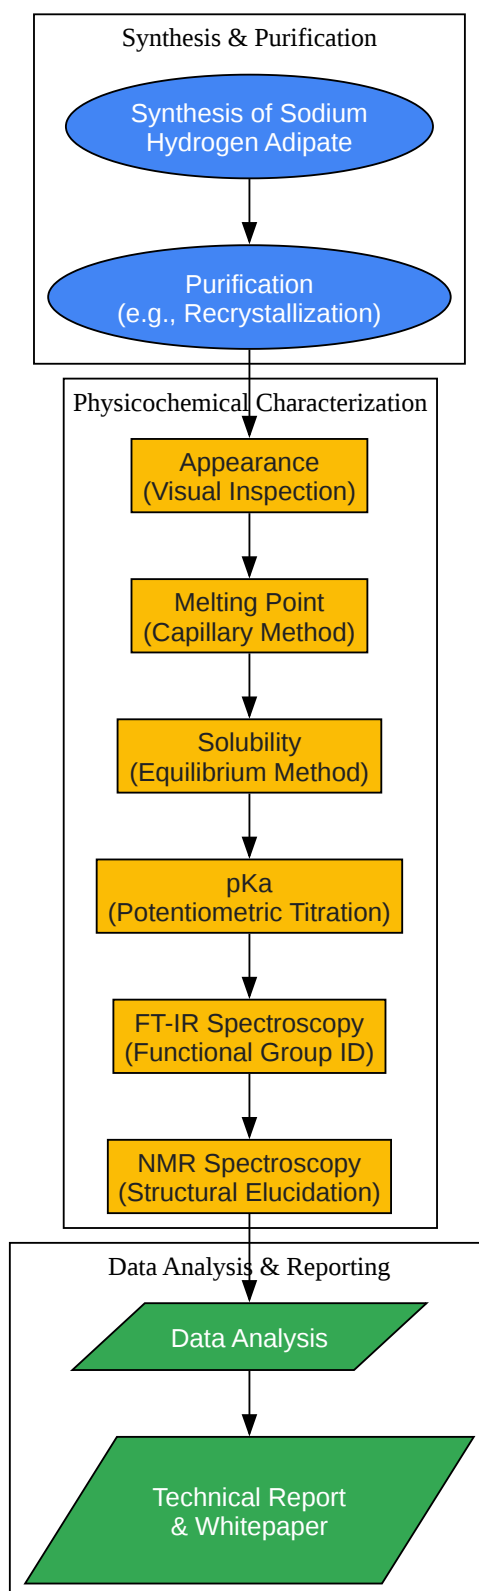 Synthesis & Purification
Synthesis of Sodium
Hydrogen Adipate
Purification
(e.g., Recrystallization)
Physicochemical Characterization
Appearance
(Visual Inspection)
Melting Point
(Capillary Method)
Solubility
(Equilibrium Method)
pKa
(Potentiometric Titration)
FT-IR Spectroscopy
(Functional Group ID)
NMR Spectroscopy
(Structural Elucidation)
Data Analysis & Reporting
Data Analysis
Technical Report
& Whitepaper